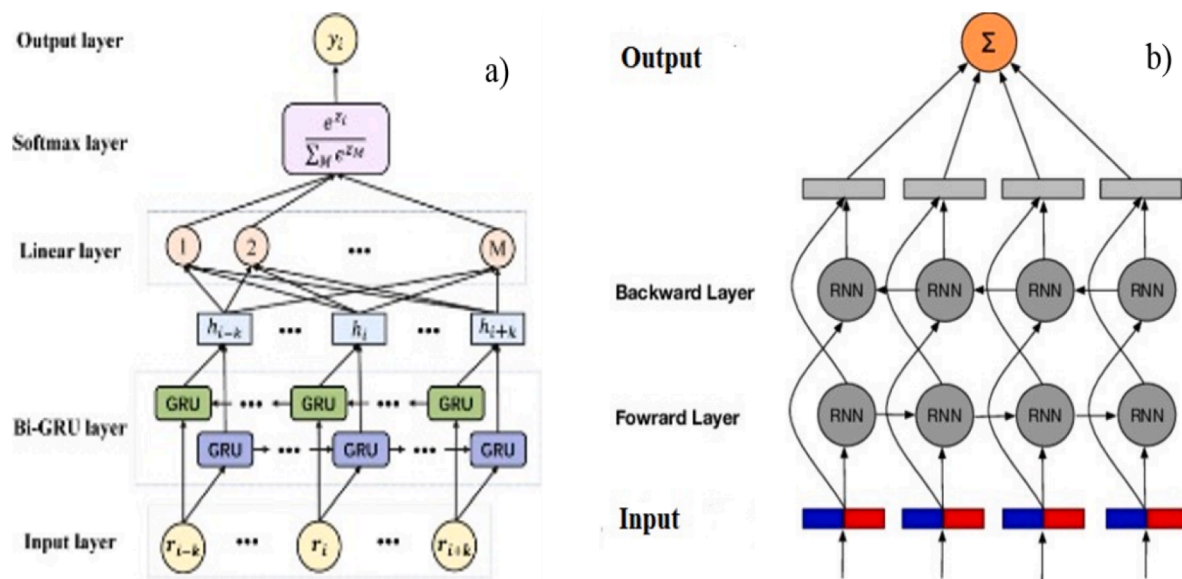 Output layer
y_i
a)
Softmax layer
e^{z_i}
∑_M e^{z_M}
Linear layer
1 2 ••• M
h_{i-k} ••• h_i ••• h_{i+k}
Bi-GRU layer
GRU ••• GRU ••• GRU
GRU ••• GRU ••• GRU
Input layer
r_{i-k} ••• r_i ••• r_{i+k}
Output
Σ
b)
Backward Layer
RNN RNN RNN RNN
Fowrard Layer
RNN RNN RNN RNN
Input